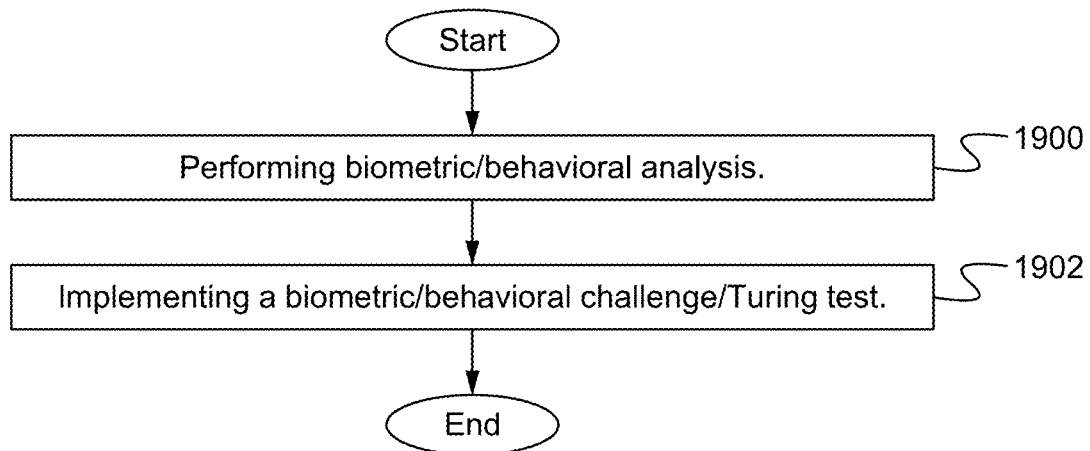 Start
Performing biometric/behavioral analysis.
1900
Implementing a biometric/behavioral challenge/Turing test.
1902
End